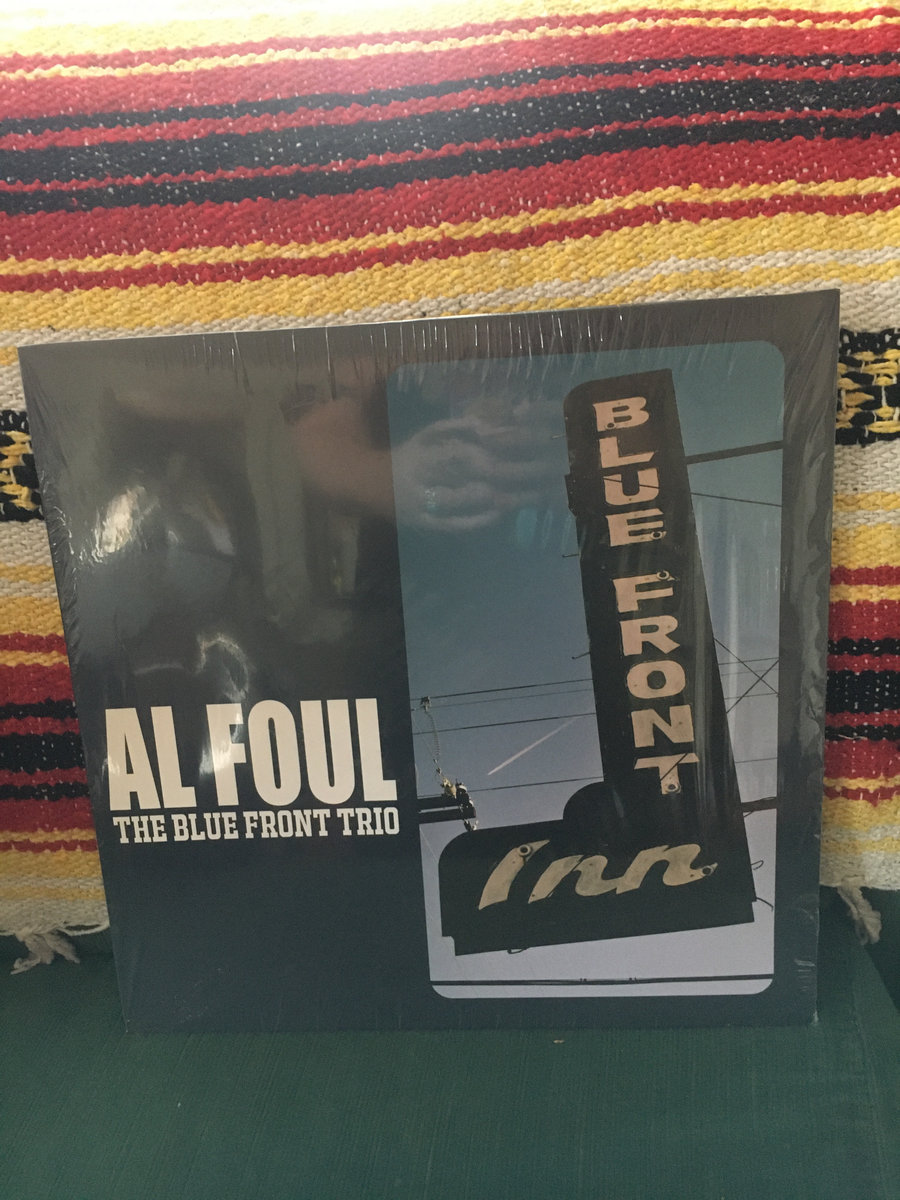 AL FOUL
THE BLUE FRONT TRIO
BLUE FRONT
Inn